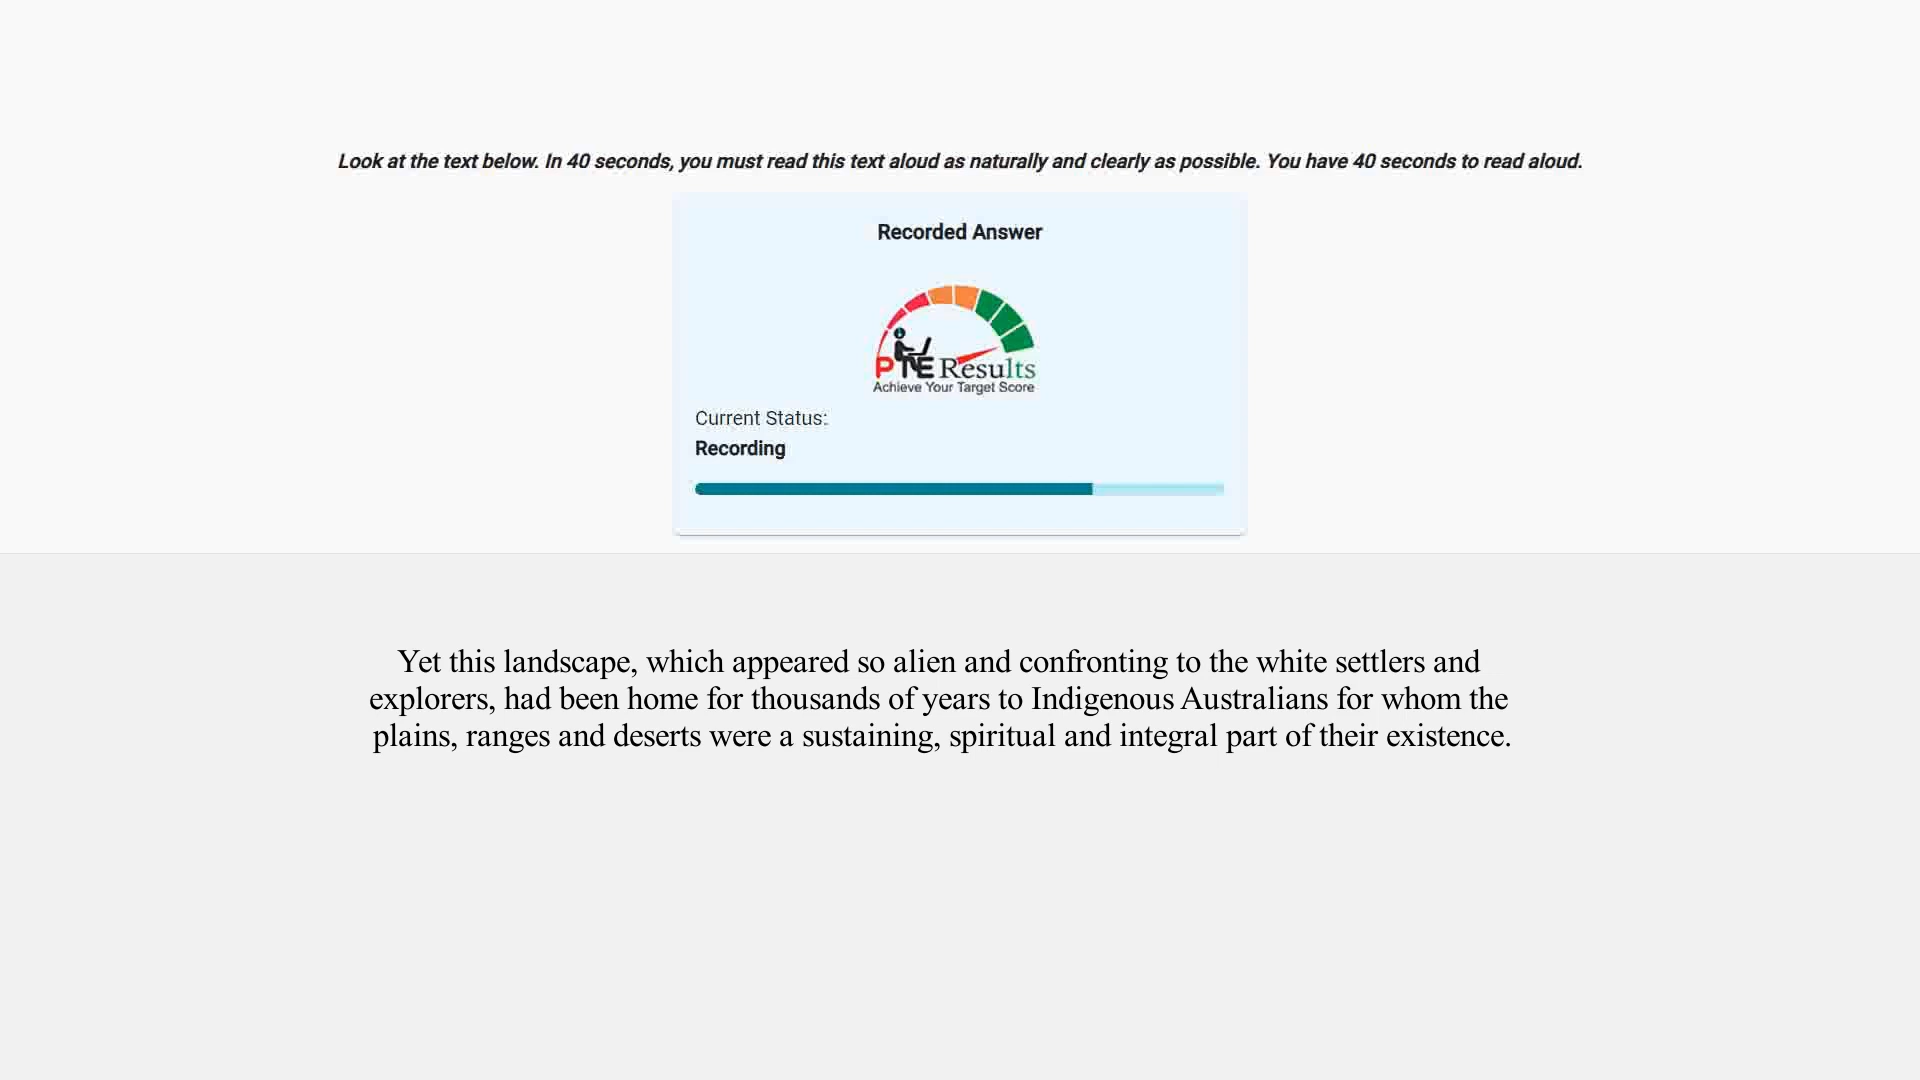 Look at the text below. In 40 seconds, you must read this text aloud as naturally and clearly as possible. You have 40 seconds to read aloud.
Recorded Answer
PTE Results
Achieve Your Target Score
Current Status:
Recording
Yet this landscape, which appeared so alien and confronting to the white settlers and
explorers, had been home for thousands of years to Indigenous Australians for whom the
plains, ranges and deserts were a sustaining, spiritual and integral part of their existence.